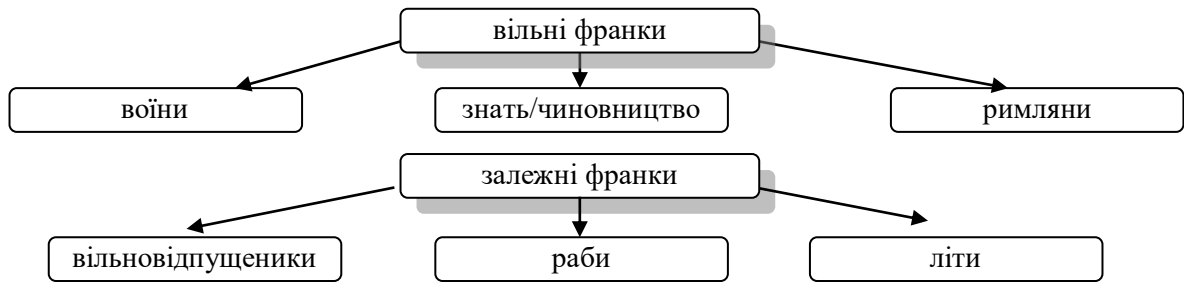 вільні франки
воїни
знать/чиновництво
римляни
залежні франки
вільновідпущеники
раби
літи